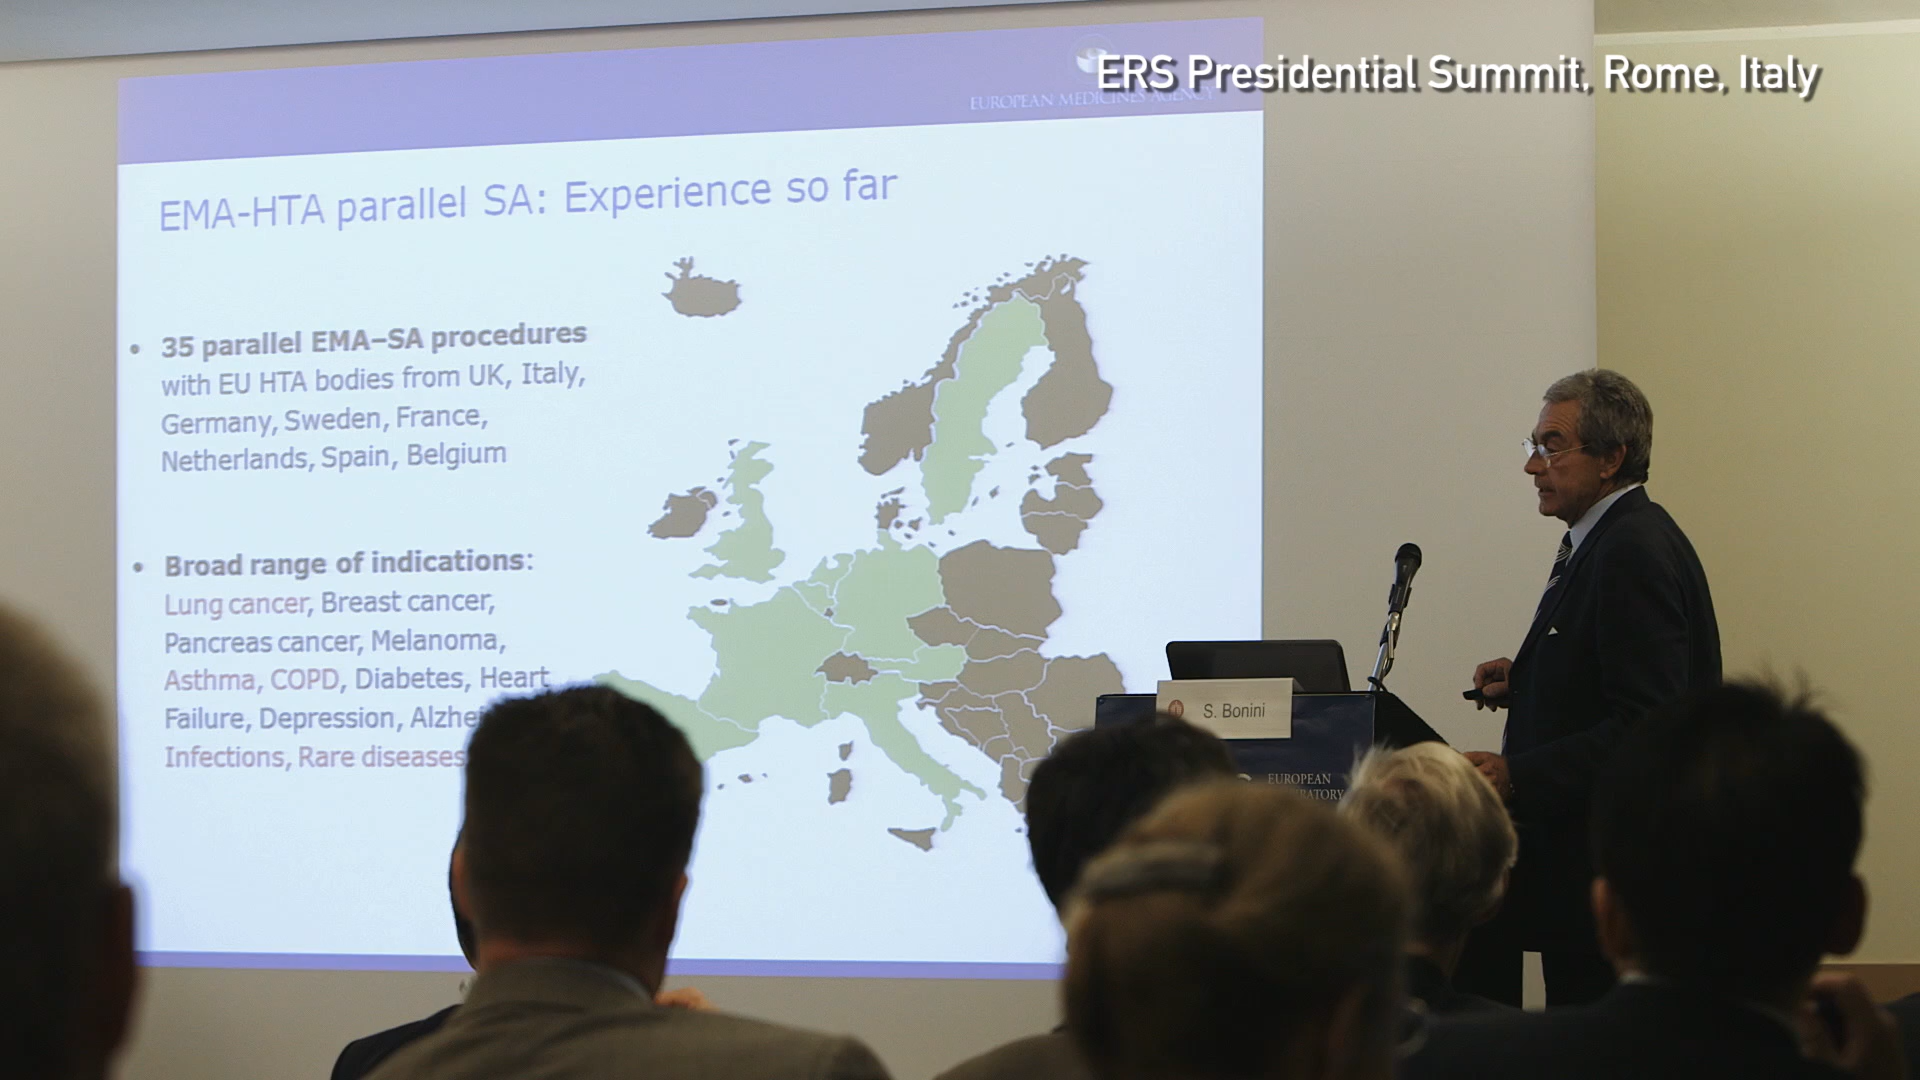 ERS Presidential Summit, Rome, Italy
EUROPEAN MEDICINES AGENCY
EMA-HTA parallel SA: Experience so far
• 35 parallel EMA–SA procedures
with EU HTA bodies from UK, Italy,
Germany, Sweden, France,
Netherlands, Spain, Belgium
• Broad range of indications:
Lung cancer, Breast cancer,
Pancreas cancer, Melanoma,
Asthma, COPD, Diabetes, Heart
Failure, Depression,
Infections, Rare diseases
S. Bonini
EUROPEAN